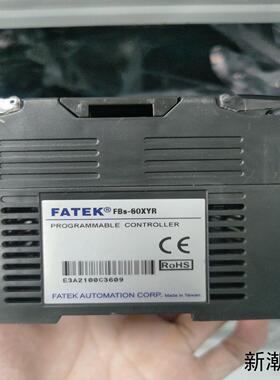 FATEK® FBs-60XYR
PROGRAMMABLE CONTROLLER
CE
RoHS
E3A2100C3609
FATEK AUTOMATION CORP. Made in Taiwan
新潮